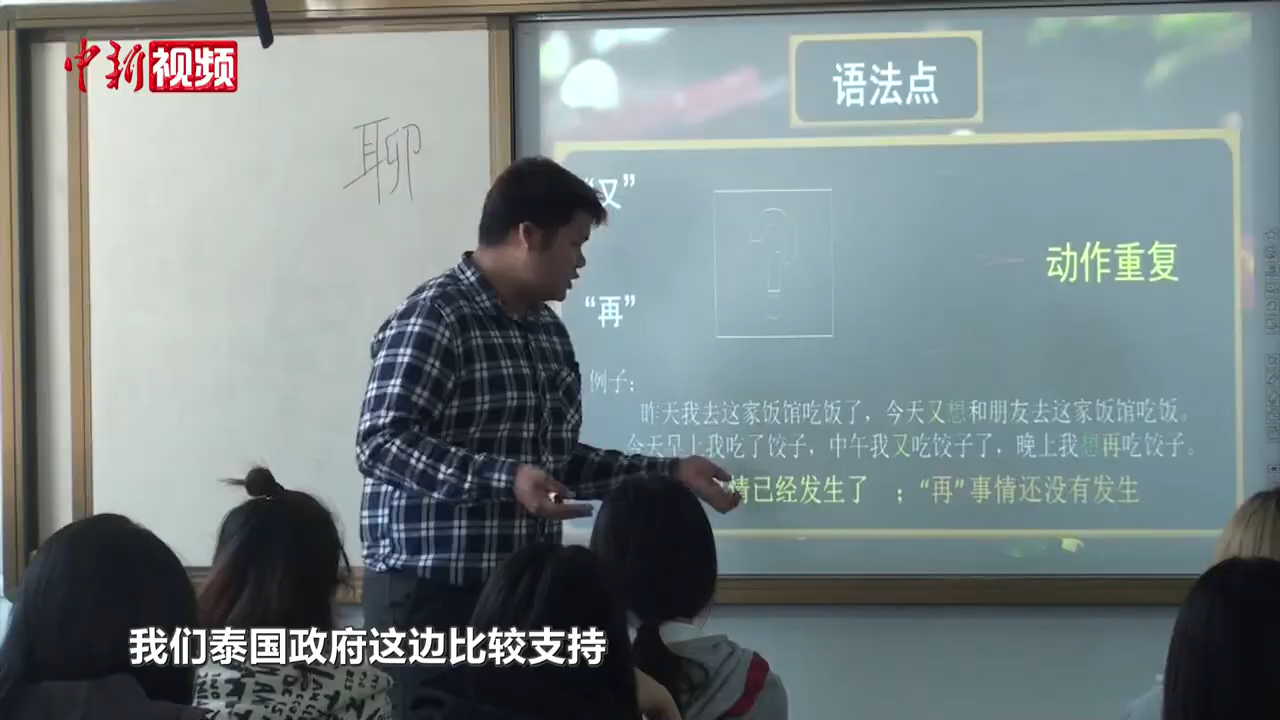 中新视频
聊
语法点
“又”
动作重复
“再”
例子：
昨天我去这家饭馆吃饭了，今天又想和朋友去这家饭馆吃饭。
今天早上我吃了饺子，中午我又吃饺子了，晚上我想再吃饺子。
情已经发生了 ；“再”事情还没有发生
我们泰国政府这边比较支持